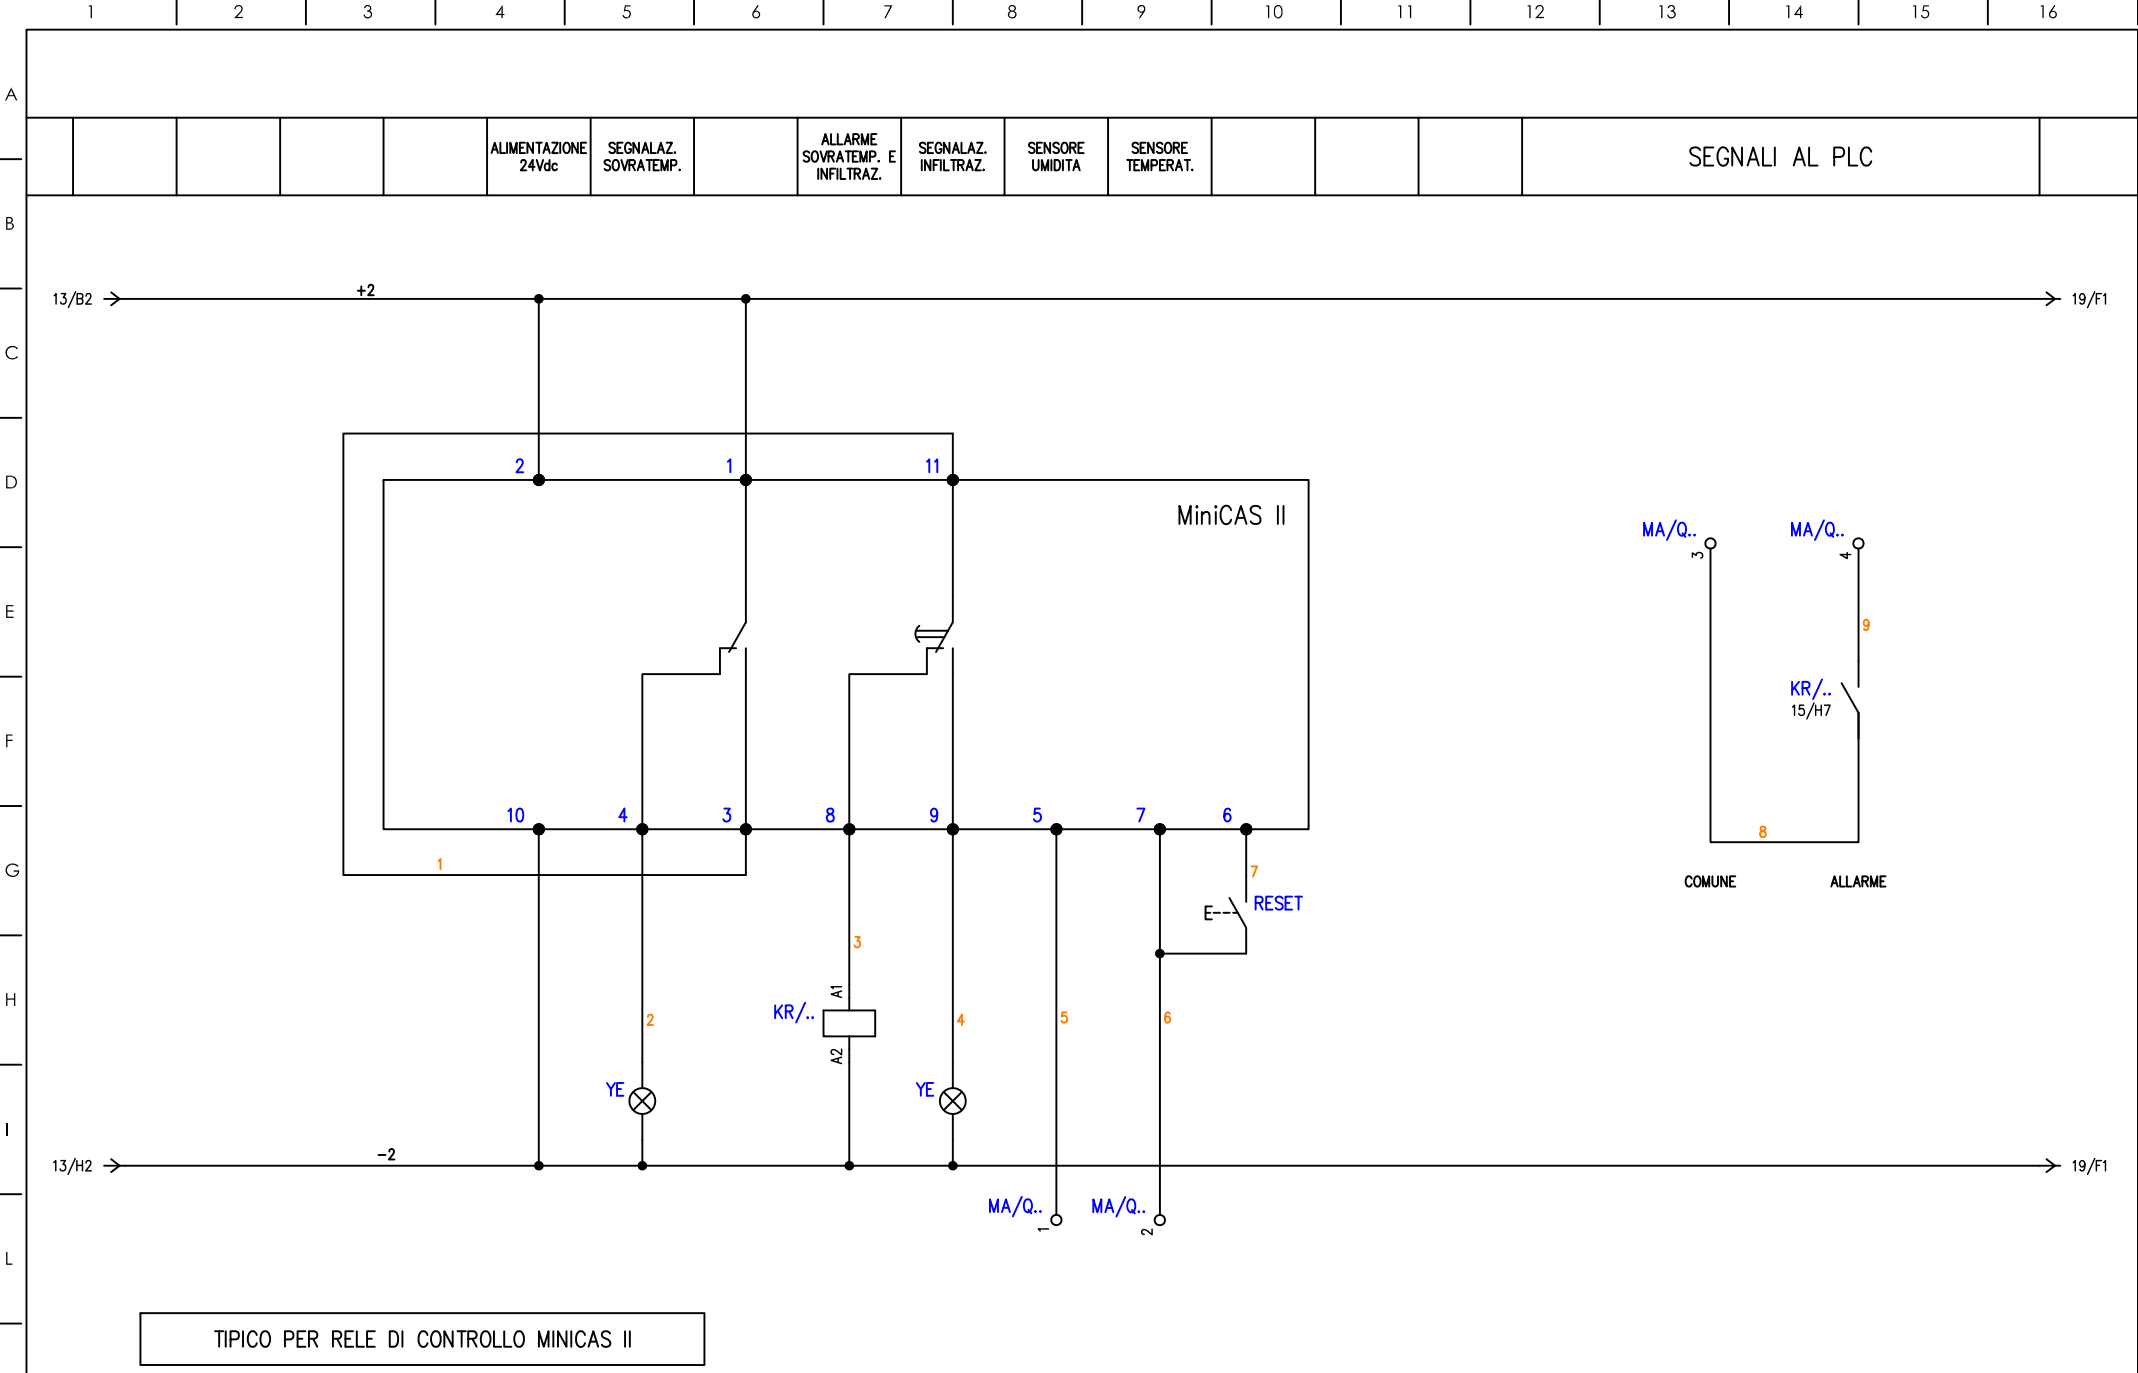 1 2 3 4 5 6 7 8 9 10 11 12 13 14 15 16
A
ALIMENTAZIONE
24Vdc
SEGNALAZ.
SOVRATEMP.
ALLARME
SOVRATEMP. E
INFILTRAZ.
SEGNALAZ.
INFILTRAZ.
SENSORE
UMIDITA
SENSORE
TEMPERAT.
SEGNALI AL PLC
B
13/B2 +2 19/F1
C
D
2 1 11
MiniCAS II
MA/Q.. MA/Q..
3 4
E
9
KR/..
15/H7
F
10 4 3 8 9 5 7 6
8
G
1
7
COMUNE ALLARME
RESET
E
3
H
A1
KR/..
2 4 5 6
A2
YE YE
I
13/H2 -2 19/F1
MA/Q.. MA/Q..
1 2
L
TIPICO PER RELE DI CONTROLLO MINICAS II